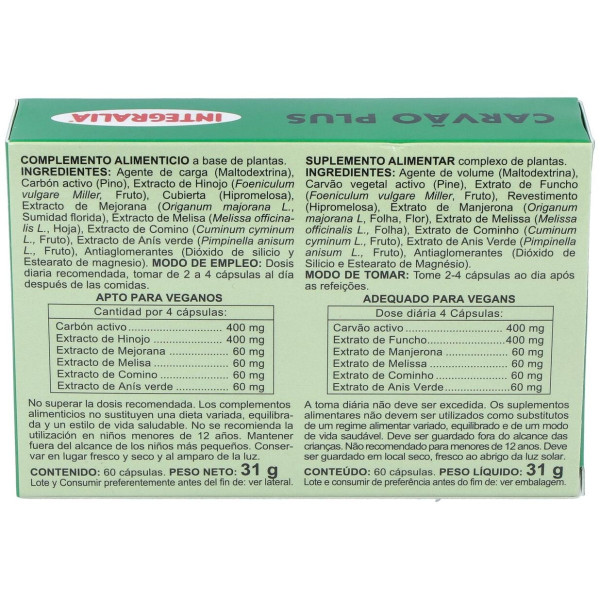 CARVÃO PLUS
INTEGRALIA
COMPLEMENTO ALIMENTICIO a base de plantas.
INGREDIENTES: Agente de carga (Maltodextrina),
Carbón activo (Pino), Extracto de Hinojo (Foeniculum
vulgare Miller, Fruto), Cubierta (Hipromelosa),
Extracto de Mejorana (Origanum majorana L.,
Sumidad florida), Extracto de Melisa (Melissa officina-
lis L., Hoja), Extracto de Comino (Cuminum cyminum
L., Fruto), Extracto de Anís verde (Pimpinella anisum
L., Fruto), Antiaglomerantes (Dióxido de silicio y
Estearato de magnesio). MODO DE EMPLEO: Dosis
diaria recomendada, tomar de 2 a 4 cápsulas al día
después de las comidas.
APTO PARA VEGANOS
Cantidad por 4 cápsulas:
Carbón activo 400 mg
Extracto de Hinojo 400 mg
Extracto de Mejorana 60 mg
Extracto de Melisa 60 mg
Extracto de Comino 60 mg
Extracto de Anís verde 60 mg
No superar la dosis recomendada. Los complementos
alimenticios no sustituyen una dieta variada, equilibra-
da y un estilo de vida saludable. No se recomienda la
utilización en niños menores de 12 años. Mantener
fuera del alcance de los niños más pequeños. Conser-
var en lugar fresco y seco y al amparo de la luz.
CONTENIDO: 60 cápsulas. PESO NETO: 31 g
Lote y Consumir preferentemente antes del fin de: ver lateral.
SUPLEMENTO ALIMENTAR complexo de plantas.
INGREDIENTES: Agente de volume (Maltodextrina),
Carvão vegetal activo (Pine), Extrato de Funcho
(Foeniculum vulgare Miller, Fruto), Revestimento
(Hipromelosa), Extrato de Manjerona (Origanum
majorana L, Folha, Flor), Extrato de Melissa (Melissa
officinalis L., Folha), Extrato de Cominho (Cuminum
cyminum L., Fruto), Extrato de Anis Verde (Pimpinella
anisum L., Fruto), Antiaglomerantes (Dióxido de
Silicio e Estearato de Magnésio).
MODO DE TOMAR: Tome 2-4 cápsulas ao dia após
as refeições.
ADEQUADO PARA VEGANS
Dose diária 4 Cápsulas:
Carvão activo 400 mg
Extrato de Funcho 400 mg
Extrato de Manjerona 60 mg
Extrato de Melissa 60 mg
Extrato de Cominho 60 mg
Extrato de Anis Verde 60 mg
A toma diária não deve ser excedida. Os suplementos
alimentares não devem ser utilizados como substitutos
de um regime alimentar variado, equilibrado e de um modo
de vida saudável. Deve ser guardado fora do alcance das
crianças. Não recomendado para menores de 12 anos. Deve
ser guardado em local seco, fresco ao abrigo da luz solar.
CONTEÚDO: 60 cápsulas. PESO LÍQUIDO: 31 g
Lote e consumir de preferência antes do fim de: ver embalagem.